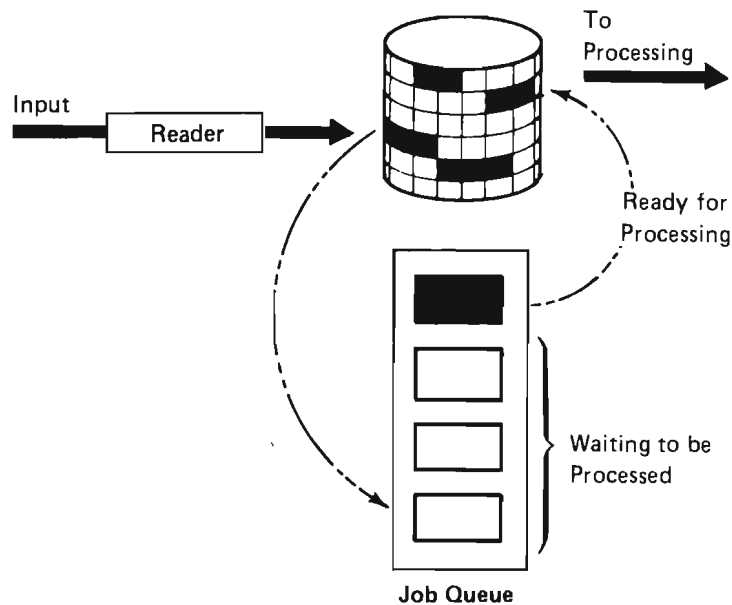 To
Processing
Input
Reader
Ready for
Processing
Waiting to be
Processed
Job Queue